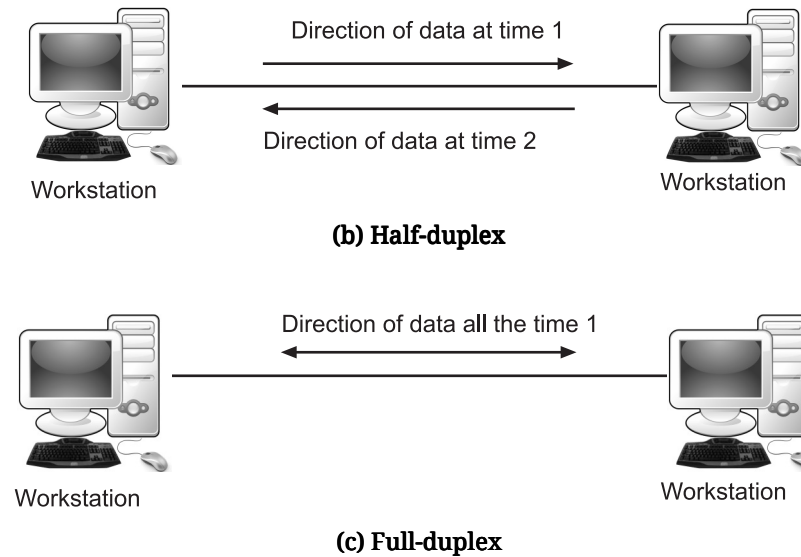 Direction of data at time 1
Direction of data at time 2
Workstation
Workstation
(b) Half-duplex
Direction of data all the time 1
Workstation
Workstation
(c) Full-duplex